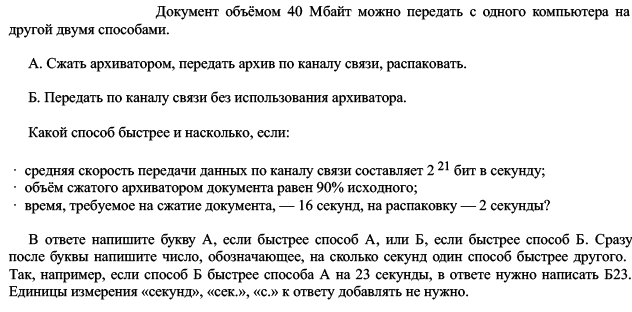 Документ объёмом 40 Мбайт можно передать с одного компьютера на
другой двумя способами.
А. Сжать архиватором, передать архив по каналу связи, распаковать.
Б. Передать по каналу связи без использования архиватора.
Какой способ быстрее и насколько, если:
· средняя скорость передачи данных по каналу связи составляет 2 21 бит в секунду;
· объём сжатого архиватором документа равен 90% исходного;
· время, требуемое на сжатие документа, — 16 секунд, на распаковку — 2 секунды?
В ответе напишите букву А, если быстрее способ А, или Б, если быстрее способ Б. Сразу
после буквы напишите число, обозначающее, на сколько секунд один способ быстрее другого.
Так, например, если способ Б быстрее способа А на 23 секунды, в ответе нужно написать Б23.
Единицы измерения «секунд», «сек.», «с.» к ответу добавлять не нужно.